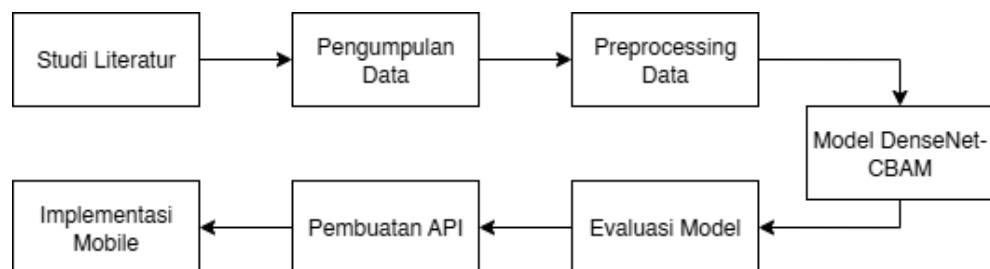 Studi Literatur
Pengumpulan
Data
Preprocessing
Data
Model DenseNet-
CBAM
Evaluasi Model
Pembuatan API
Implementasi
Mobile